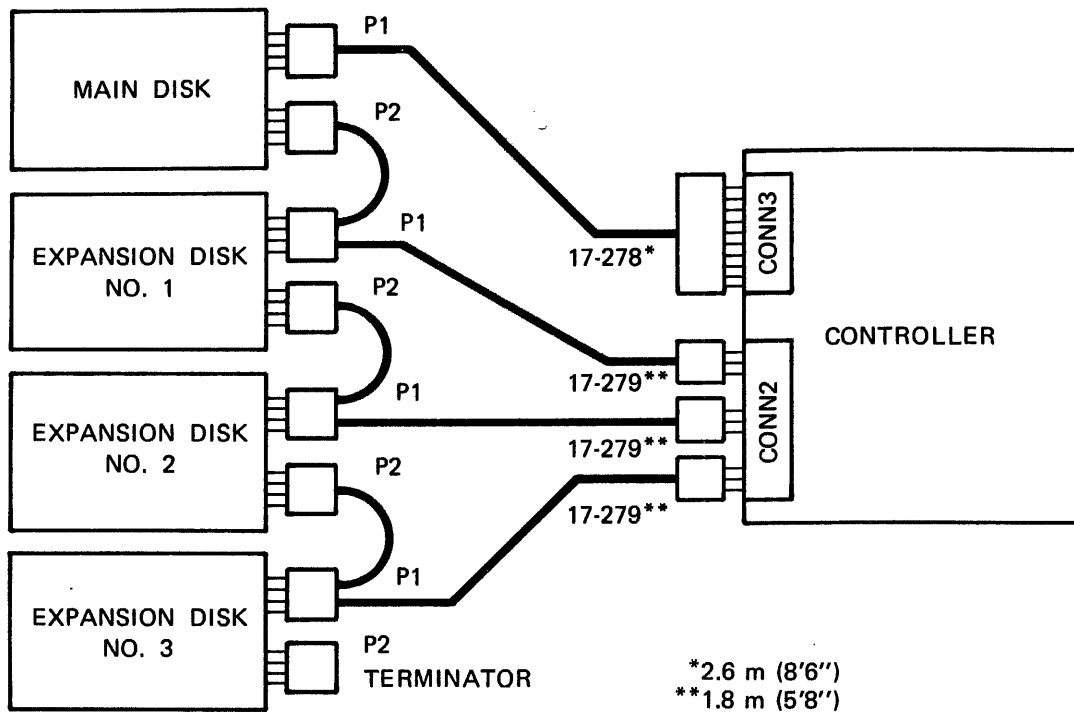 P1
MAIN DISK
P2
P1
17-278*
CONN3
EXPANSION DISK
NO. 1
P2
CONTROLLER
17-279**
P1
CONN2
EXPANSION DISK
NO. 2
17-279**
P2
17-279**
P1
EXPANSION DISK
NO. 3
P2
TERMINATOR
*2.6 m (8'6'')
**1.8 m (5'8'')